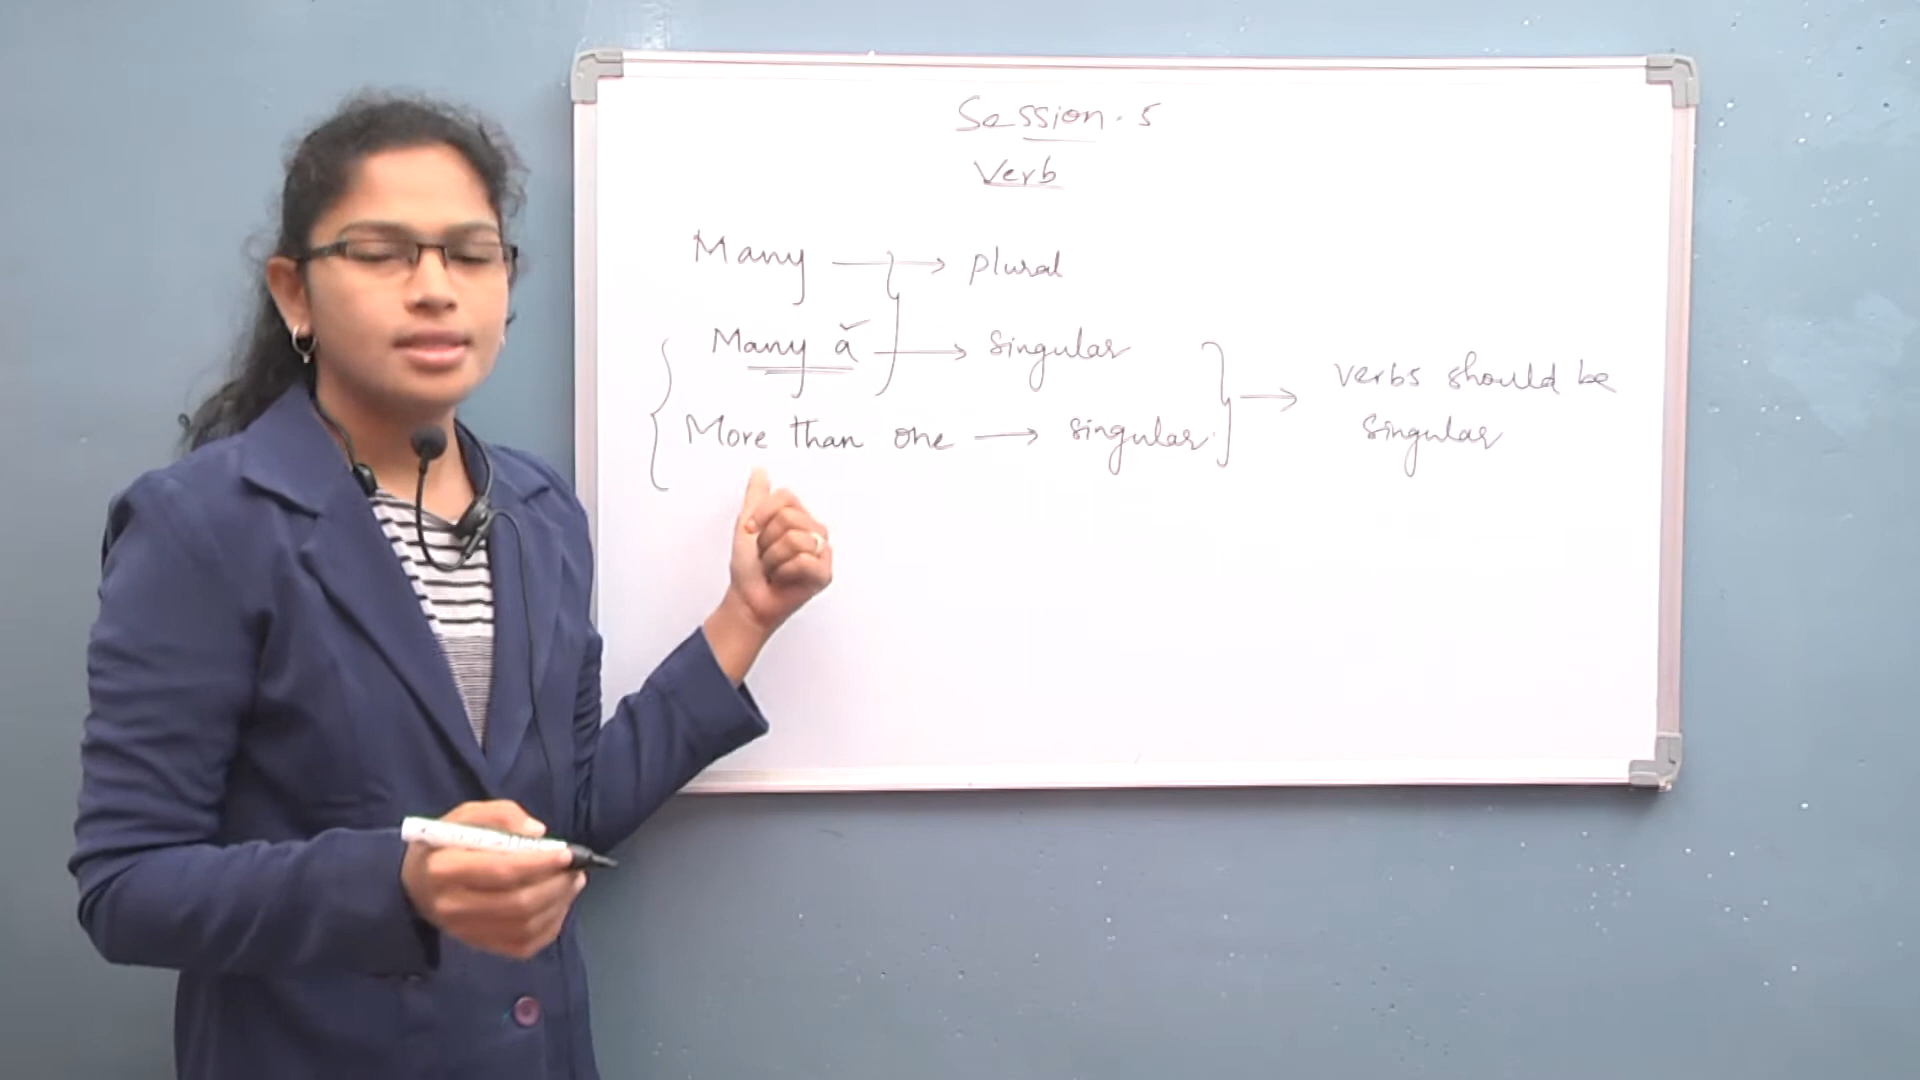 Session. 5
Verb
Many → plural
Many a → singular
More than one → singular.
→ verbs should be
singular